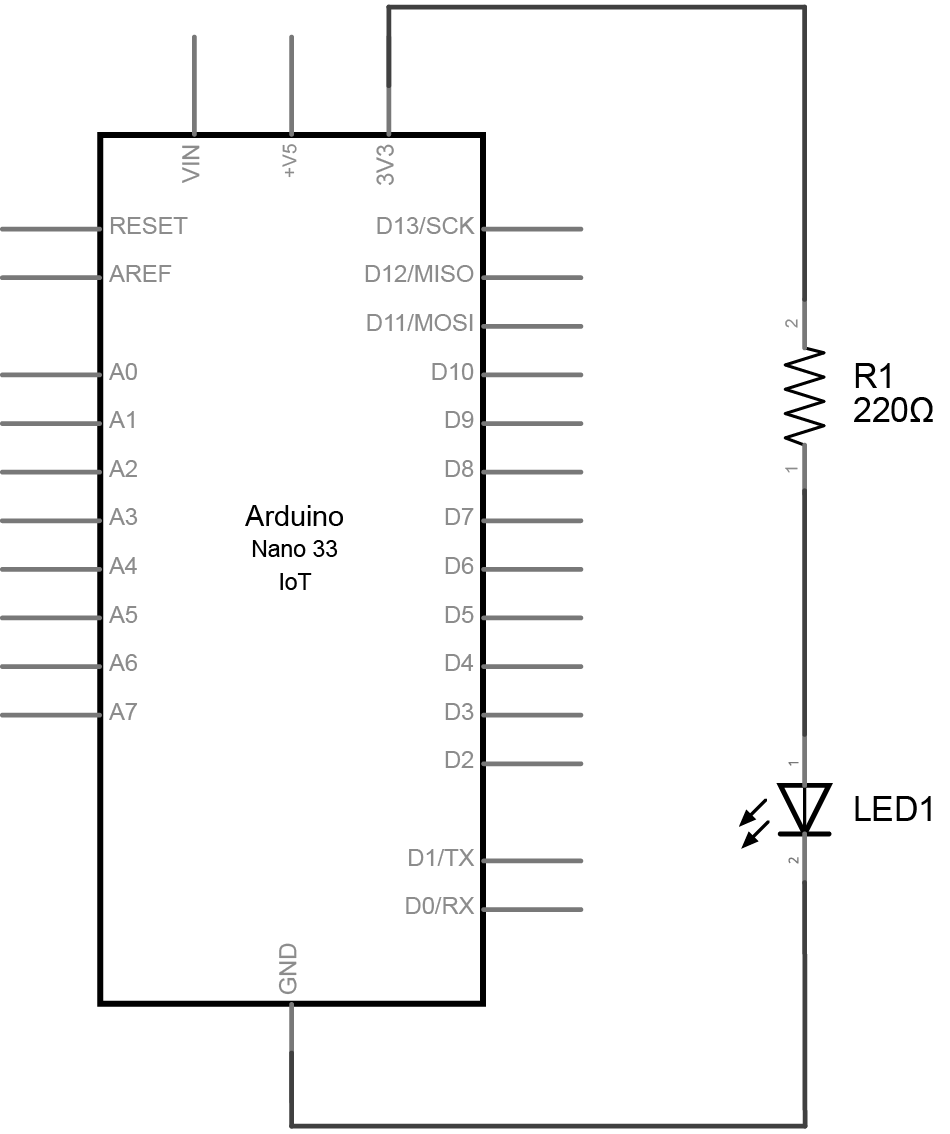 VIN
+V5
3V3
RESET
D13/SCK
AREF
D12/MISO
D11/MOSI
2
A0
D10
R1
220Ω
A1
D9
A2
D8
1
A3
D7
Arduino
Nano 33
IoT
A4
D6
A5
D5
A6
D4
A7
D3
D2
1
LED1
D1/TX
2
D0/RX
GND